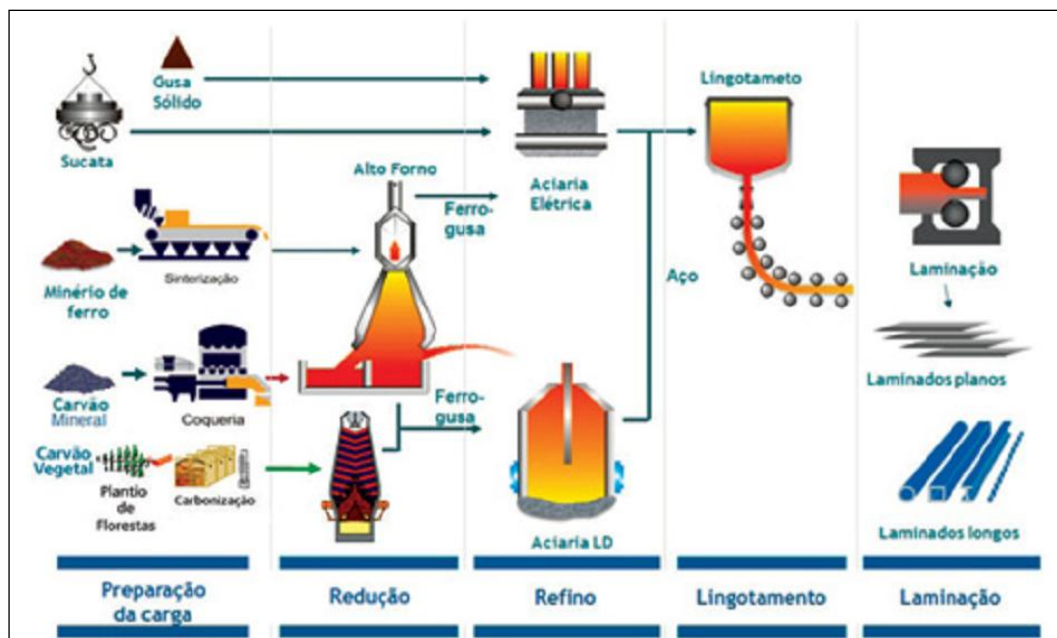 Gusa
Sólido
Sucata
Lingotameto
Alto Forno
Aciaria
Elétrica
Ferro-
gusa
Sinterização
Minério de
ferro
Aço
Laminação
Laminados planos
Carvão
Mineral
Coqueria
Ferro-
gusa
Carvão
Vegetal
Plantio
de
Florestas
Carbonização
Aciaria LD
Laminados longos
Preparação
da carga
Redução
Refino
Lingotamento
Laminação